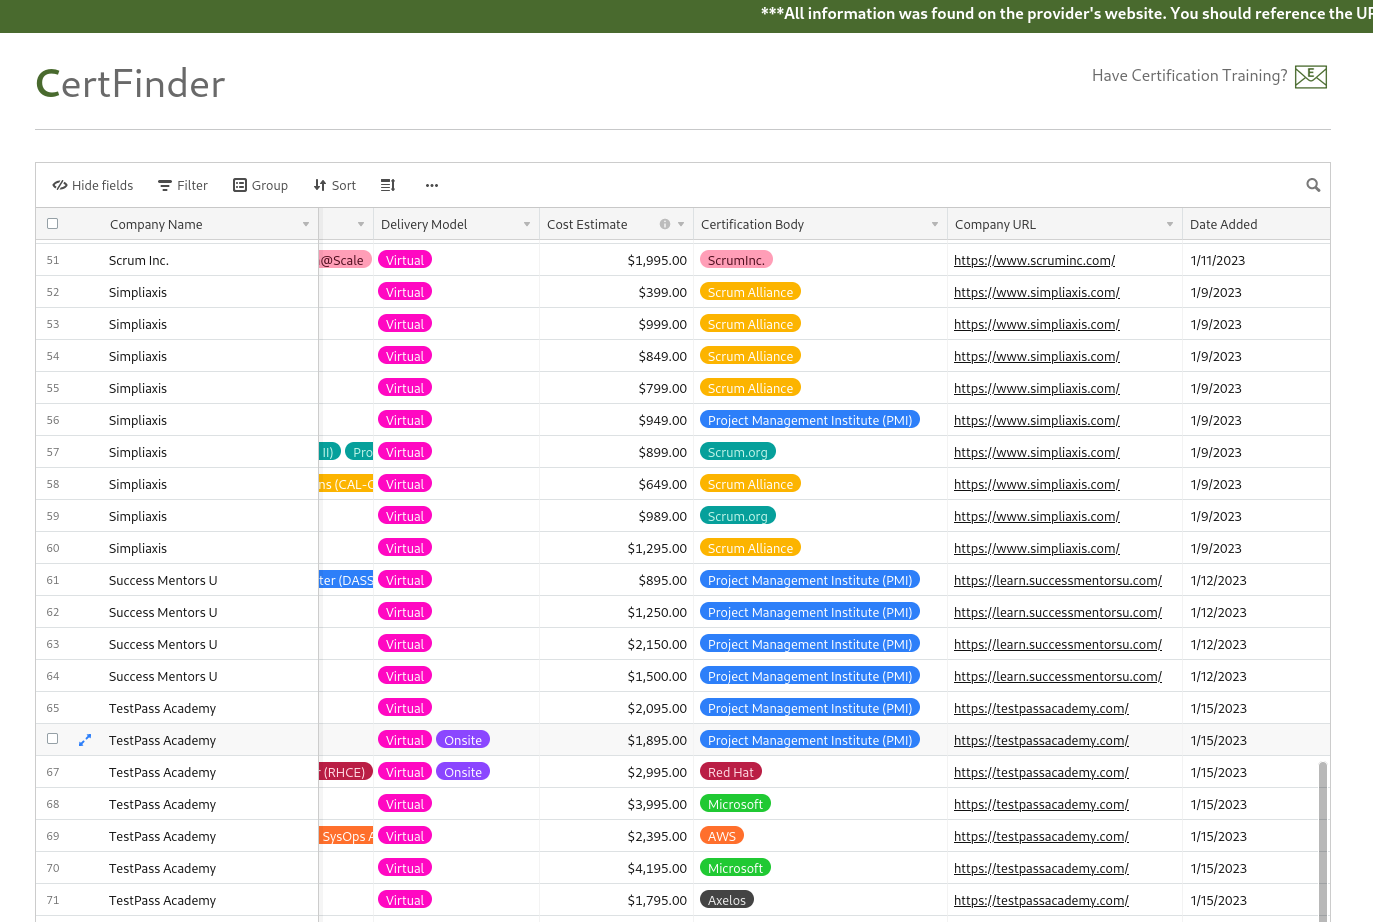 ***All information was found on the provider's website. You should reference the
CertFinder
Have Certification Training?
E
Hide fields Filter Group Sort ...
Company Name Delivery Model Cost Estimate Certification Body Company URL Date Added
51 Scrum Inc. @Scale Virtual $1,995.00 ScrumInc. https://www.scruminc.com/ 1/11/2023
52 Simpliaxis Virtual $399.00 Scrum Alliance https://www.simpliaxis.com/ 1/9/2023
53 Simpliaxis Virtual $999.00 Scrum Alliance https://www.simpliaxis.com/ 1/9/2023
54 Simpliaxis Virtual $849.00 Scrum Alliance https://www.simpliaxis.com/ 1/9/2023
55 Simpliaxis Virtual $799.00 Scrum Alliance https://www.simpliaxis.com/ 1/9/2023
56 Simpliaxis Virtual $949.00 Project Management Institute (PMI) https://www.simpliaxis.com/ 1/9/2023
57 Simpliaxis II) Pro Virtual $899.00 Scrum.org https://www.simpliaxis.com/ 1/9/2023
58 Simpliaxis ns (CAL- Virtual $649.00 Scrum Alliance https://www.simpliaxis.com/ 1/9/2023
59 Simpliaxis Virtual $989.00 Scrum.org https://www.simpliaxis.com/ 1/9/2023
60 Simpliaxis Virtual $1,295.00 Scrum Alliance https://www.simpliaxis.com/ 1/9/2023
61 Success Mentors U ter (DASS Virtual $895.00 Project Management Institute (PMI) https://learn.successmentorsu.com/ 1/12/2023
62 Success Mentors U Virtual $1,250.00 Project Management Institute (PMI) https://learn.successmentorsu.com/ 1/12/2023
63 Success Mentors U Virtual $2,150.00 Project Management Institute (PMI) https://learn.successmentorsu.com/ 1/12/2023
64 Success Mentors U Virtual $1,500.00 Project Management Institute (PMI) https://learn.successmentorsu.com/ 1/12/2023
65 TestPass Academy Virtual $2,095.00 Project Management Institute (PMI) https://testpassacademy.com/ 1/15/2023
TestPass Academy Virtual Onsite $1,895.00 Project Management Institute (PMI) https://testpassacademy.com/ 1/15/2023
67 TestPass Academy (RHCE) Virtual Onsite $2,995.00 Red Hat https://testpassacademy.com/ 1/15/2023
68 TestPass Academy Virtual $3,995.00 Microsoft https://testpassacademy.com/ 1/15/2023
69 TestPass Academy SysOps A Virtual $2,395.00 AWS https://testpassacademy.com/ 1/15/2023
70 TestPass Academy Virtual $4,195.00 Microsoft https://testpassacademy.com/ 1/15/2023
71 TestPass Academy Virtual $1,795.00 Axelos https://testpassacademy.com/ 1/15/2023